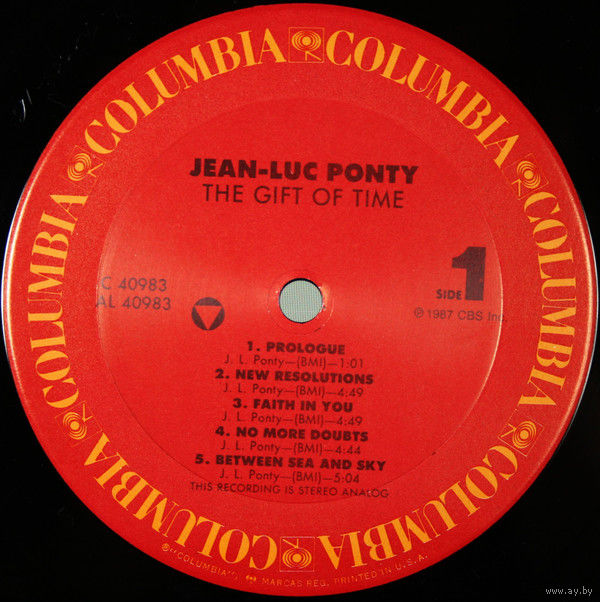 COLUMBIA COLUMBIA COLUMBIA COLUMBIA COLUMBIA COLUMBIA COLUMBIA
JEAN-LUC PONTY
THE GIFT OF TIME
C 40983
AL 40983
SIDE 1
℗ 1987 CBS Inc.
1. PROLOGUE
J. L. Ponty—(BMI)—1:01
2. NEW RESOLUTIONS
J. L. Ponty—(BMI)—4:49
3. FAITH IN YOU
J. L. Ponty—(BMI)—4:49
4. NO MORE DOUBTS
J. L. Ponty—(BMI)—4:44
5. BETWEEN SEA AND SKY
J. L. Ponty—(BMI)—5:04
THIS RECORDING IS STEREO ANALOG
®"COLUMBIA", MARCAS REG. PRINTED IN U.S.A.
www.ay.by